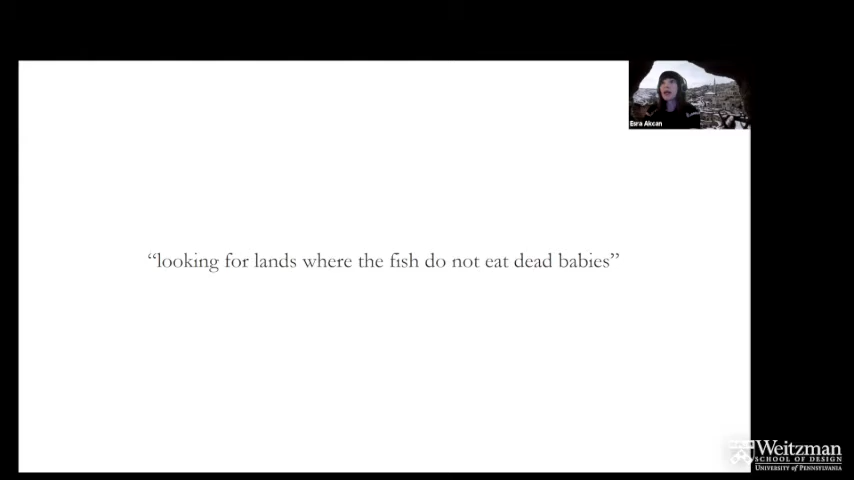 Esra Akcan
“looking for lands where the fish do not eat dead babies”
Weitzman
SCHOOL OF DESIGN
UNIVERSITY of PENNSYLVANIA